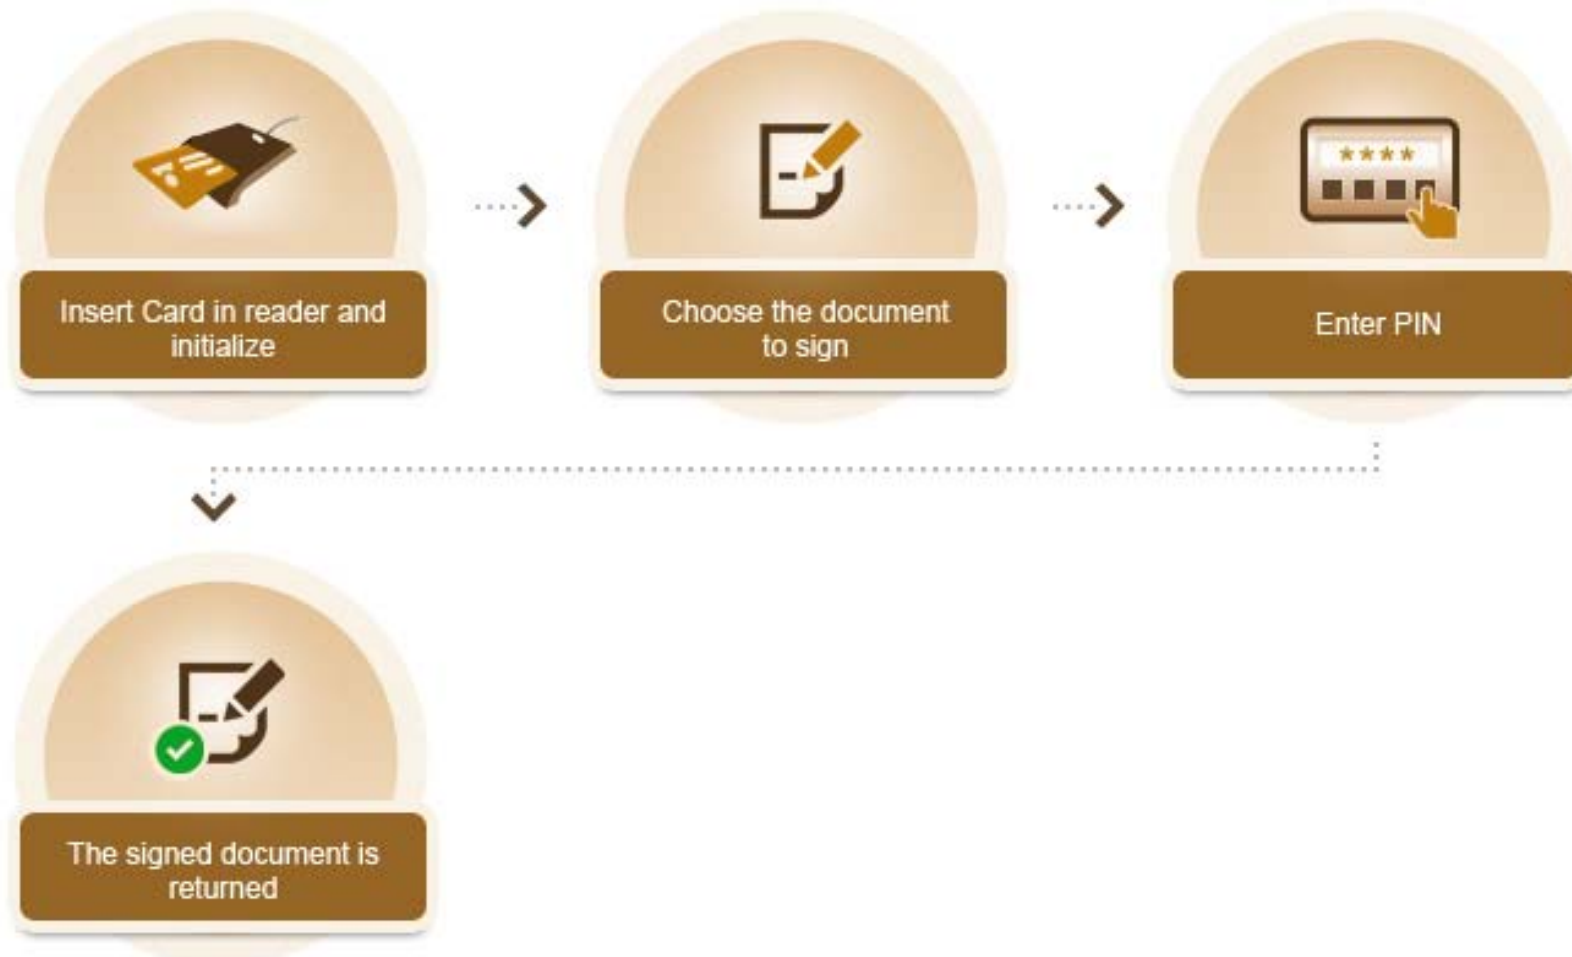 Insert Card in reader and
initialize
Choose the document
to sign
****
Enter PIN
The signed document is
returned